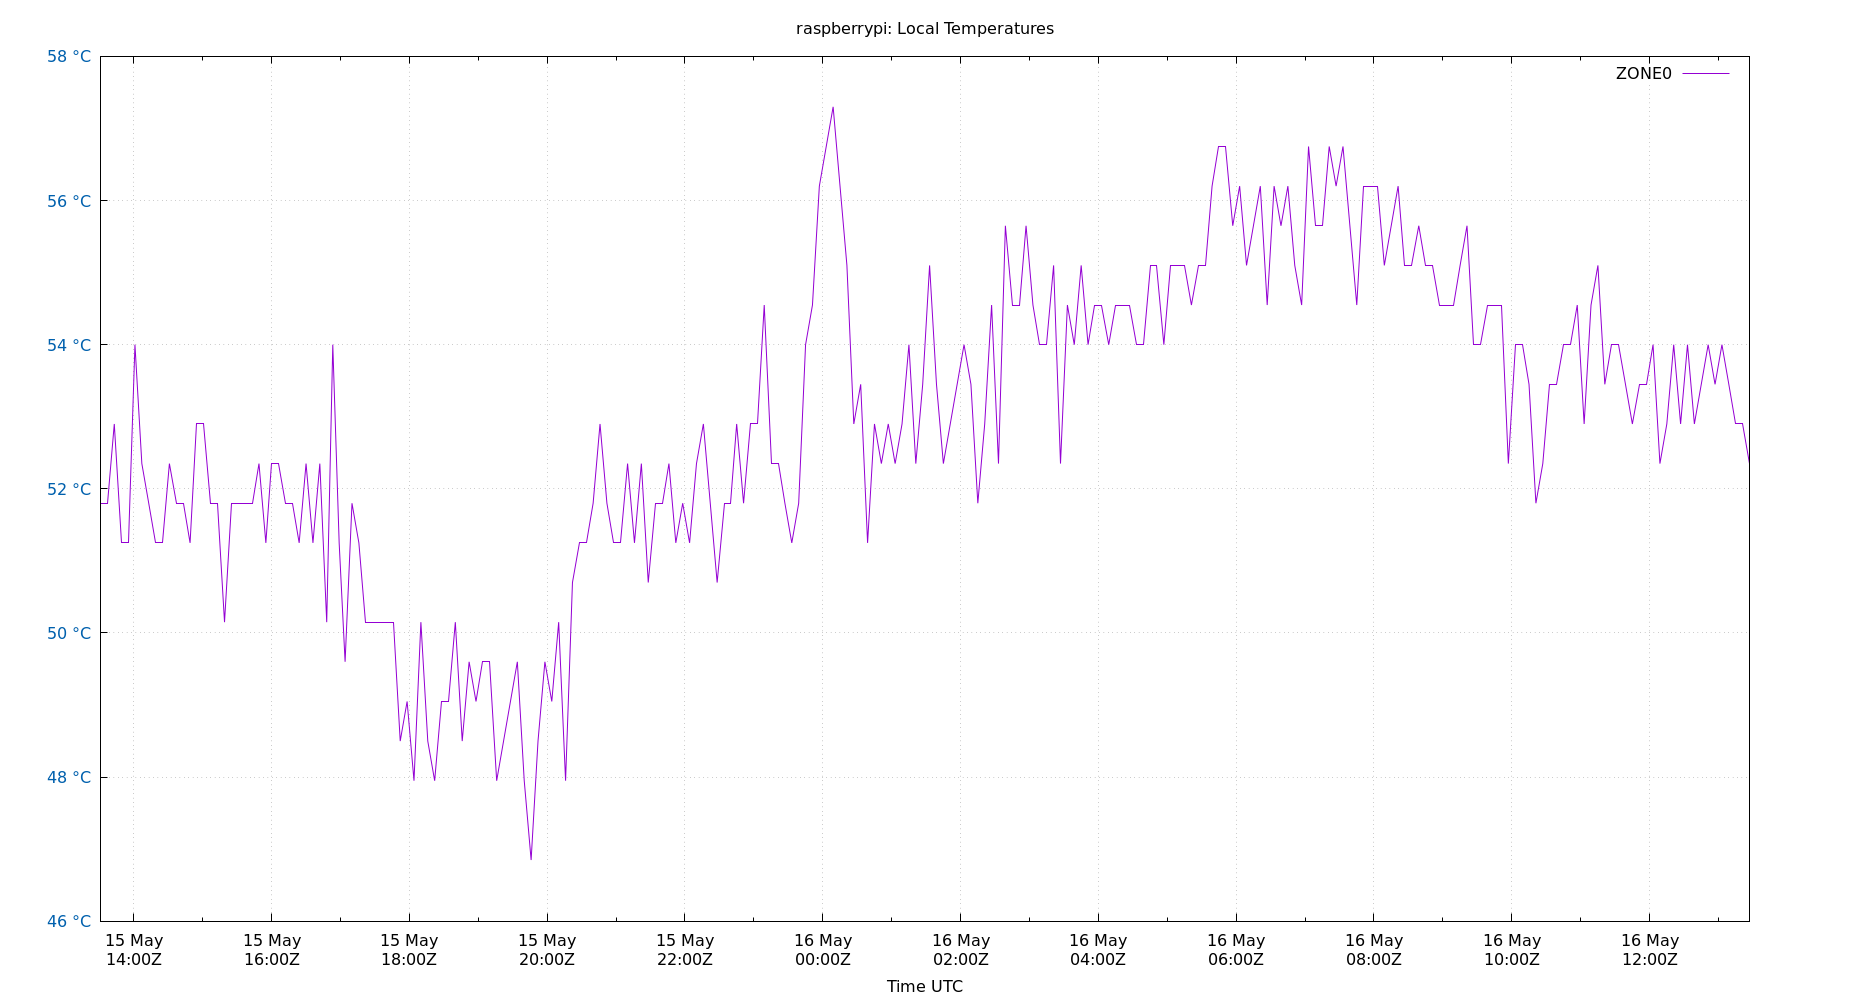 raspberrypi: Local Temperatures
ZONE0
58 °C
56 °C
54 °C
52 °C
50 °C
48 °C
46 °C
15 May 15 May 15 May 15 May 15 May 16 May 16 May 16 May 16 May 16 May 16 May 16 May
14:00Z 16:00Z 18:00Z 20:00Z 22:00Z 00:00Z 02:00Z 04:00Z 06:00Z 08:00Z 10:00Z 12:00Z
Time UTC